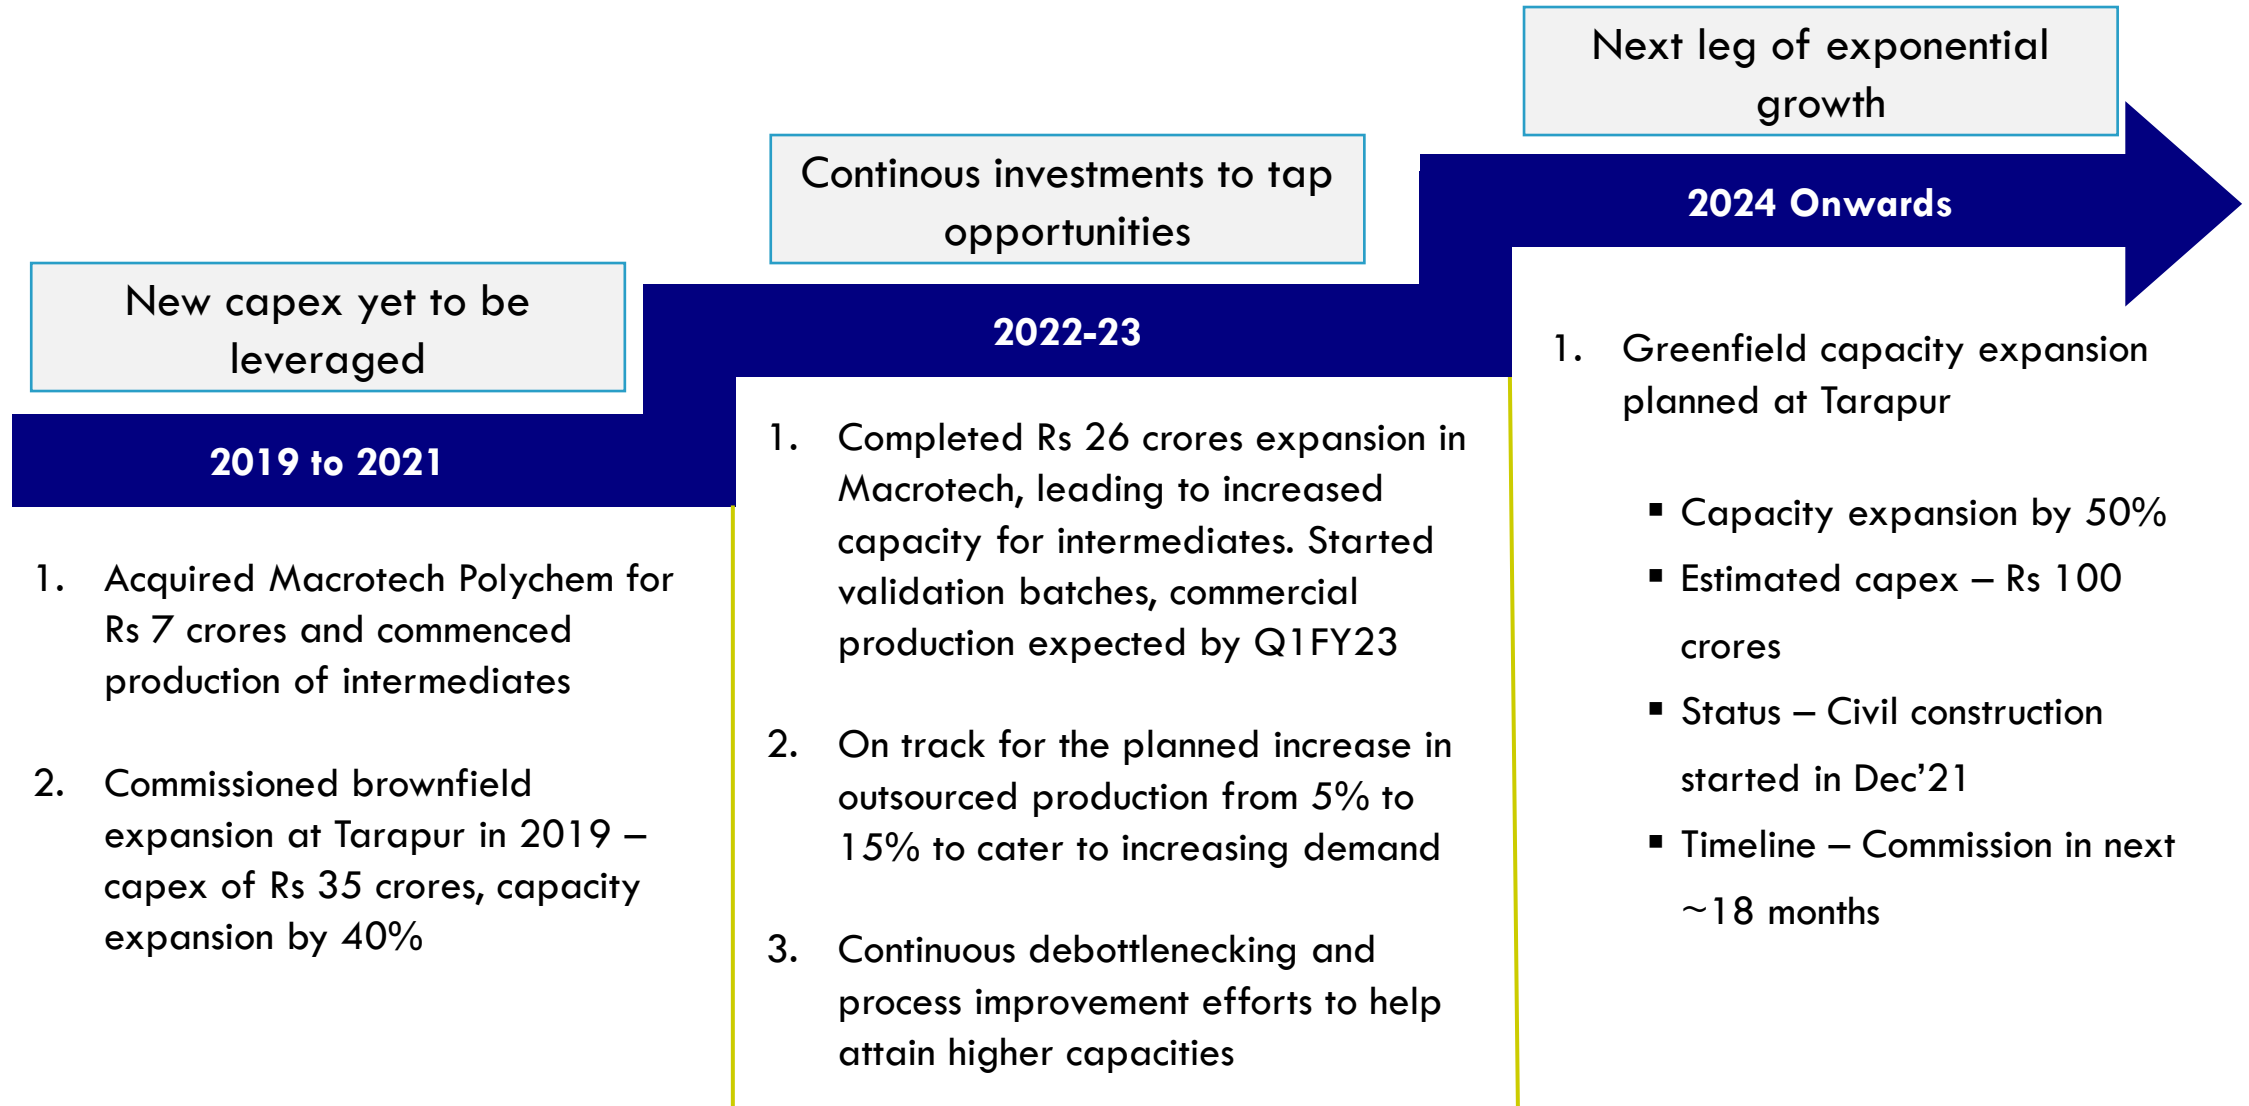 New capex yet to be
leveraged
2019 to 2021
1. Acquired Macrotech Polychem for
Rs 7 crores and commenced
production of intermediates
2. Commissioned brownfield
expansion at Tarapur in 2019 –
capex of Rs 35 crores, capacity
expansion by 40%
Continous investments to tap
opportunities
2022-23
1. Completed Rs 26 crores expansion in
Macrotech, leading to increased
capacity for intermediates. Started
validation batches, commercial
production expected by Q1FY23
2. On track for the planned increase in
outsourced production from 5% to
15% to cater to increasing demand
3. Continuous debottlenecking and
process improvement efforts to help
attain higher capacities
Next leg of exponential
growth
2024 Onwards
1. Greenfield capacity expansion
planned at Tarapur
▪ Capacity expansion by 50%
▪ Estimated capex – Rs 100
crores
▪ Status – Civil construction
started in Dec’21
▪ Timeline – Commission in next
~18 months